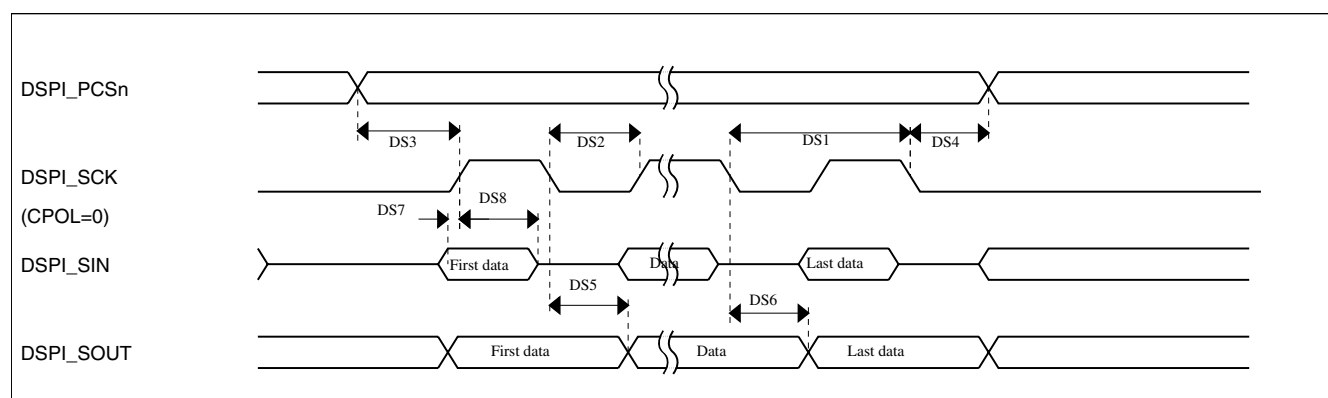 DSPI_PCSn
DS3
DS2
DS1
DS4
DSPI_SCK
(CPOL=0)
DS7
DS8
DSPI_SIN
First data
Data
Last data
DS5
DS6
DSPI_SOUT
First data
Data
Last data